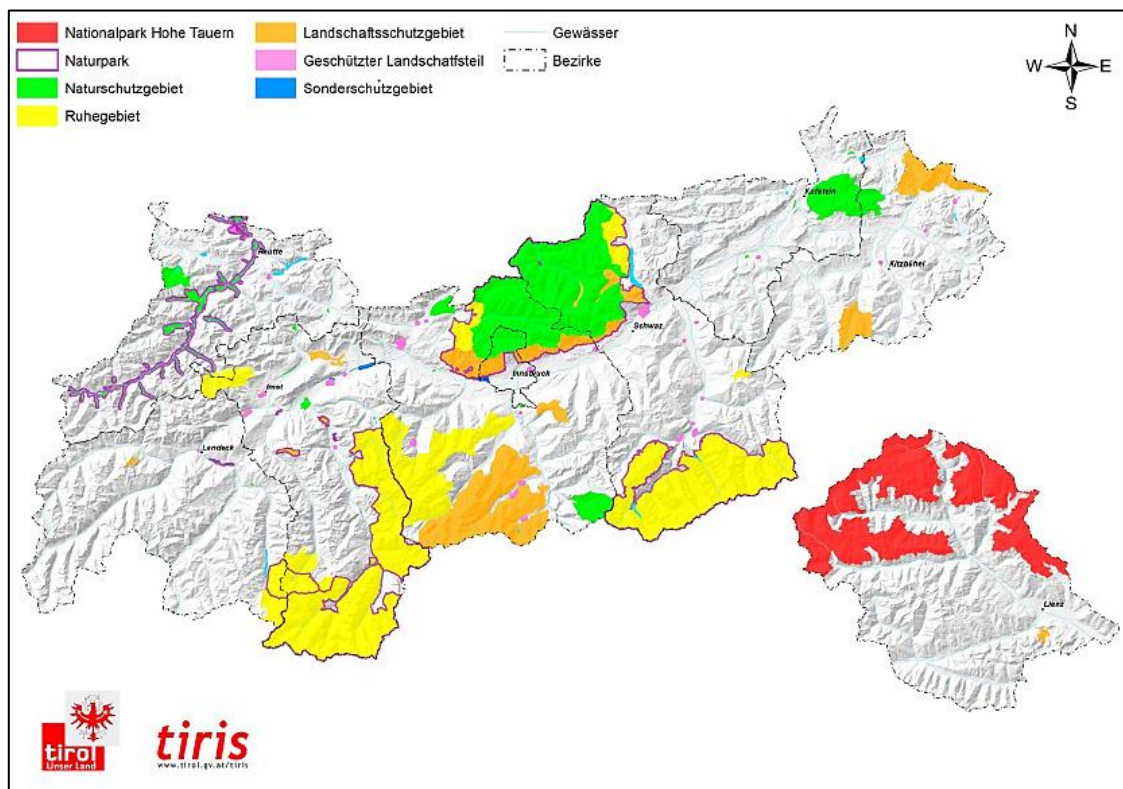 Nationalpark Hohe Tauern
Naturpark
Naturschutzgebiet
Ruhegebiet
Landschaftsschutzgebiet
Geschützter Landschatfsteil
Sonderschutzgebiet
Gewässer
Bezirke
N
W E
S
Kufstein
Reutte
Kitzbühel
Schwaz
Innsbruck
Imst
Landeck
Lienz
tirol
Unser Land
tiris
www.tirol.gv.at/tiris